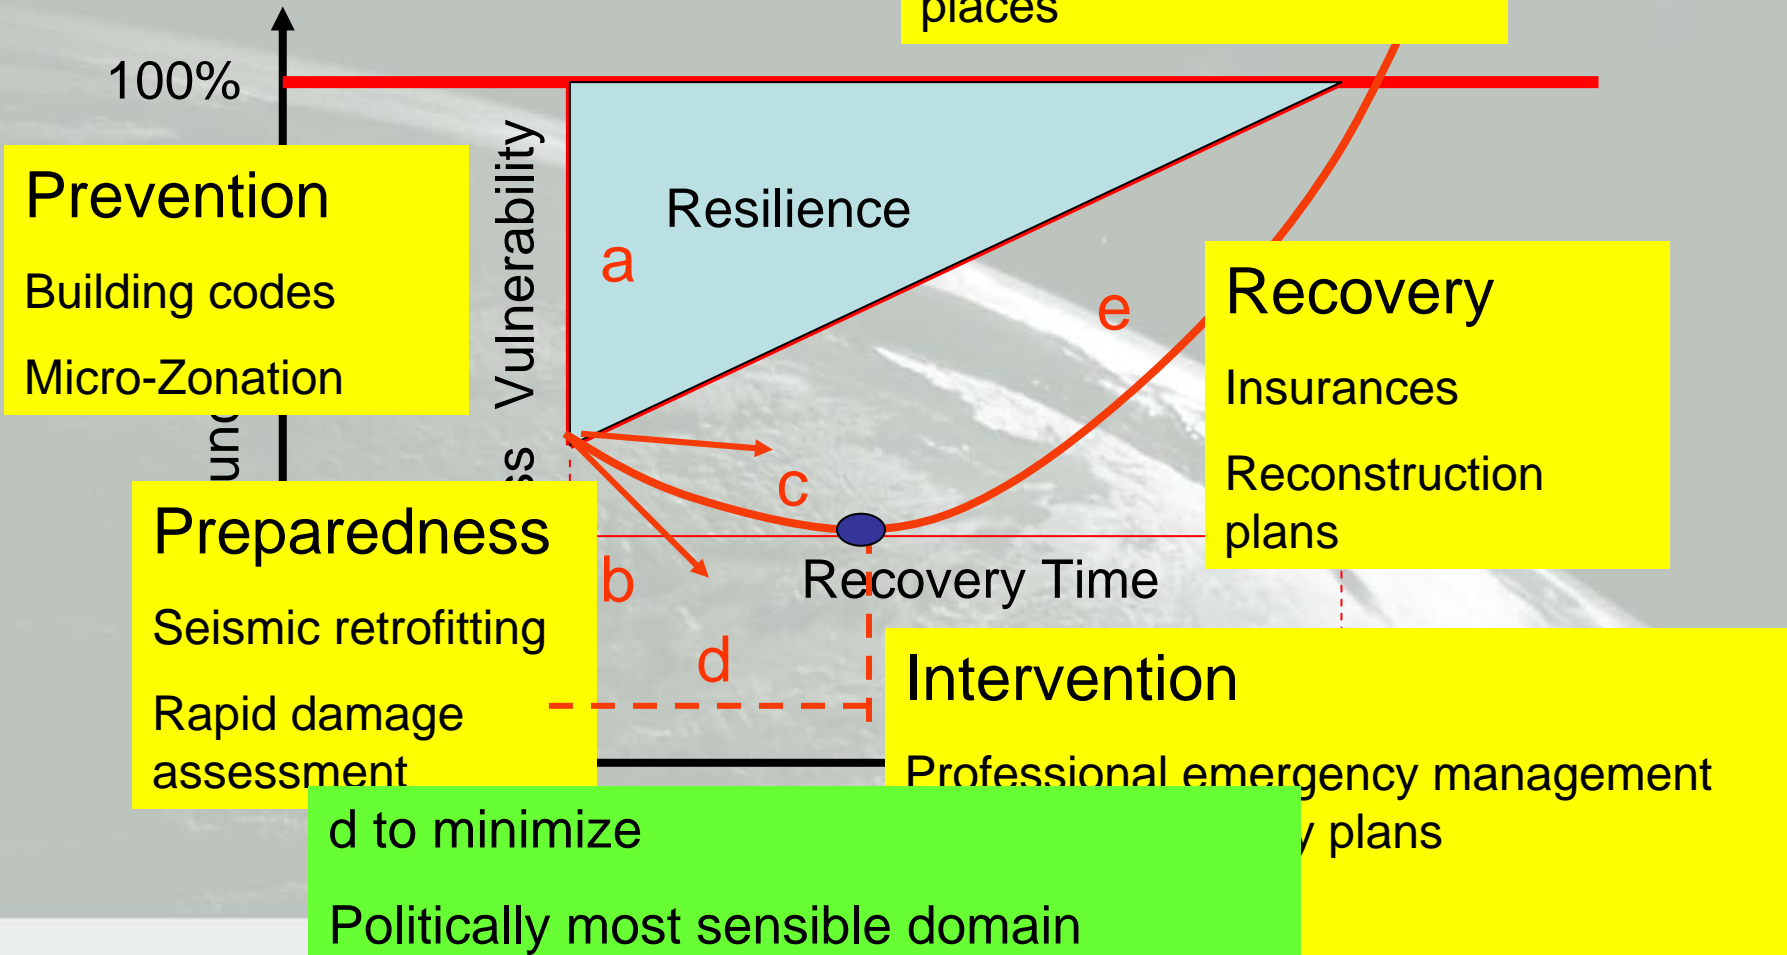 places
100%
Prevention
Building codes
Micro-Zonation
Vulnerability
Resilience
a
e
Recovery
Insurances
Reconstruction
plans
c
Preparedness
Seismic retrofitting
Rapid damage
assessment
b
Recovery Time
d
Intervention
Professional emergency management
plans
d to minimize
Politically most sensible domain